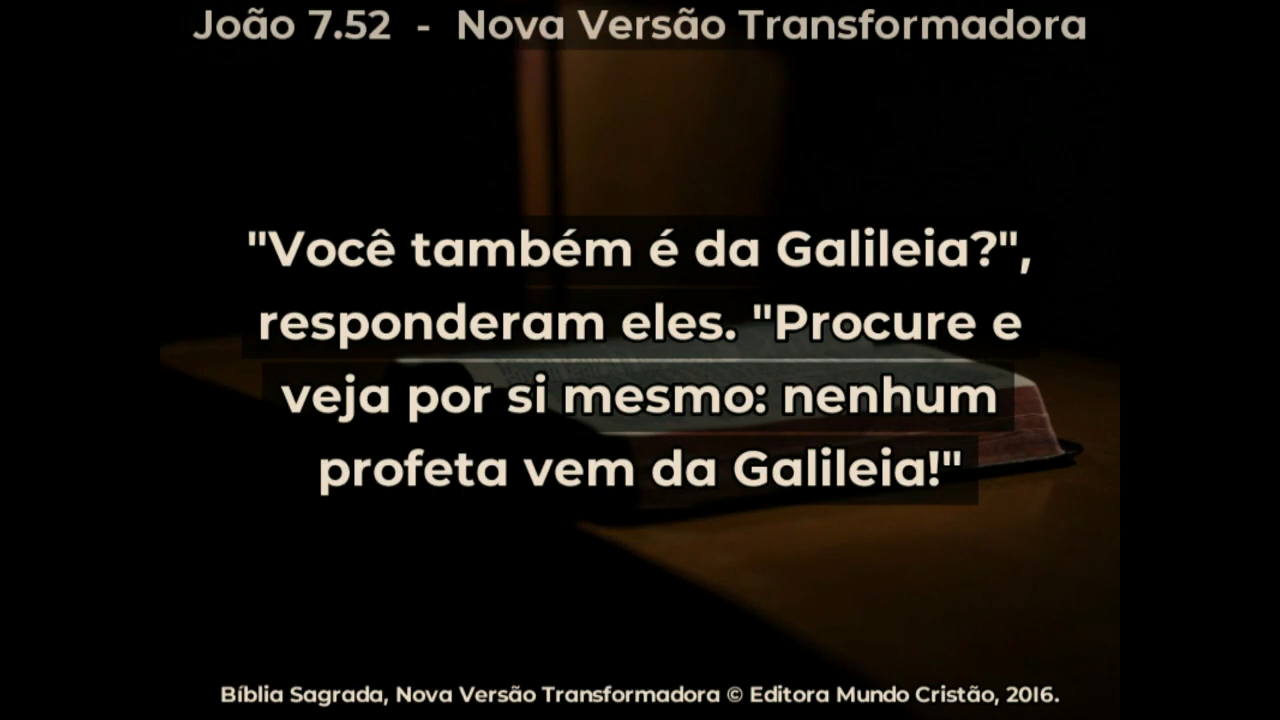 João 7.52 - Nova Versão Transformadora
"Você também é da Galileia?",
responderam eles. "Procure e
veja por si mesmo: nenhum
profeta vem da Galileia!"
Bíblia Sagrada, Nova Versão Transformadora © Editora Mundo Cristão, 2016.